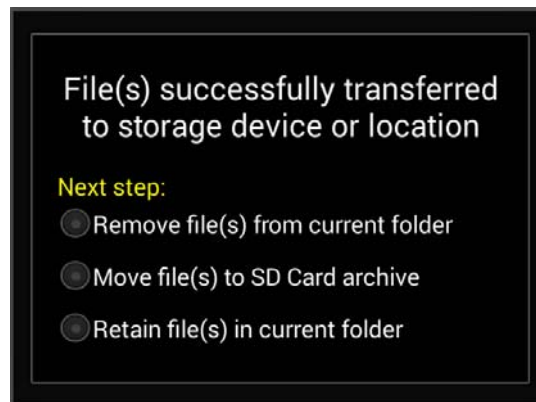 File(s) successfully transferred
to storage device or location
Next step:
Remove file(s) from current folder
Move file(s) to SD Card archive
Retain file(s) in current folder